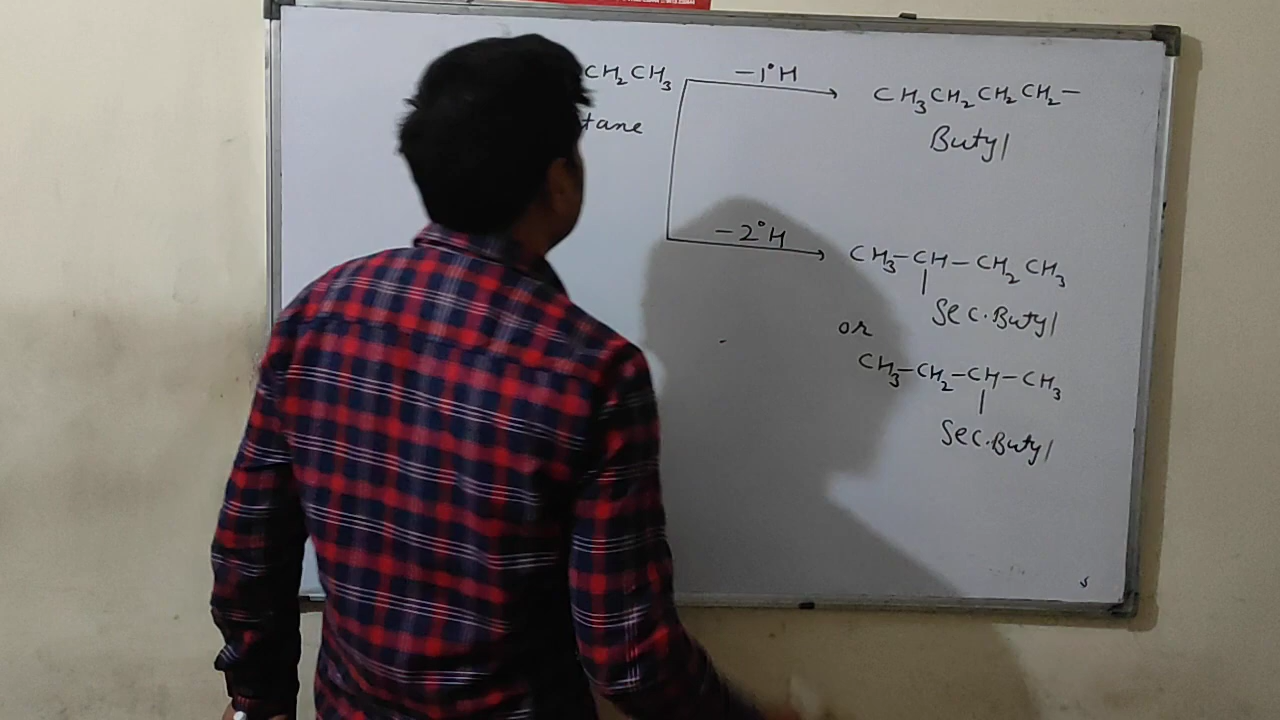 CH₂CH₃
-1°H
CH₃CH₂CH₂CH₂-
tane
Butyl
-2°H
CH₃-CH-CH₂CH₃
|
Sec.Butyl
or
CH₃-CH₂-CH-CH₃
|
Sec.Butyl